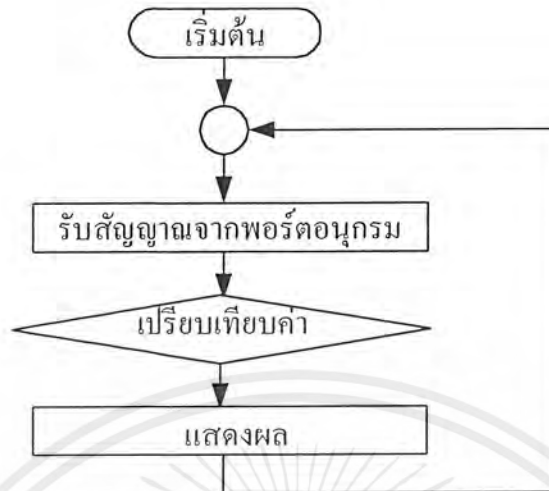 เริ่มต้น
รับสัญญาณจากพอร์ตอนุกรม
เปรียบเทียบค่า
แสดงผล